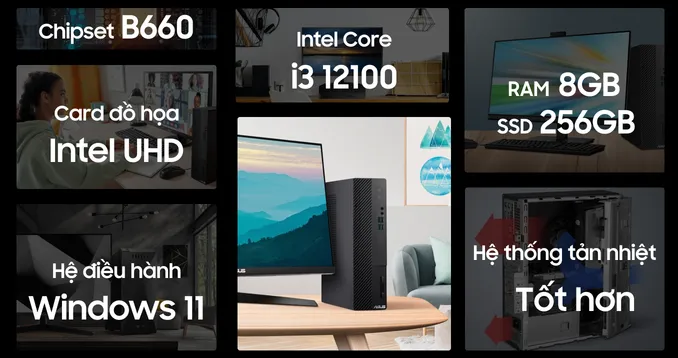 Chipset B660
Card đồ họa
Intel UHD
Hệ điều hành
Windows 11
Intel Core
i3 12100
ASUS
RAM 8GB
SSD 256GB
Hệ thống tản nhiệt
Tốt hơn